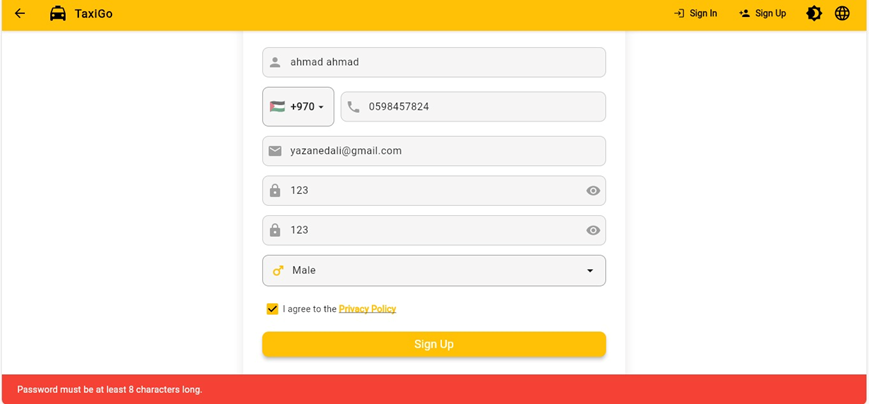 TaxiGo
Sign In
Sign Up
ahmad ahmad
+970
0598457824
yazanedali@gmail.com
123
123
Male
I agree to the Privacy Policy
Sign Up
Password must be at least 8 characters long.